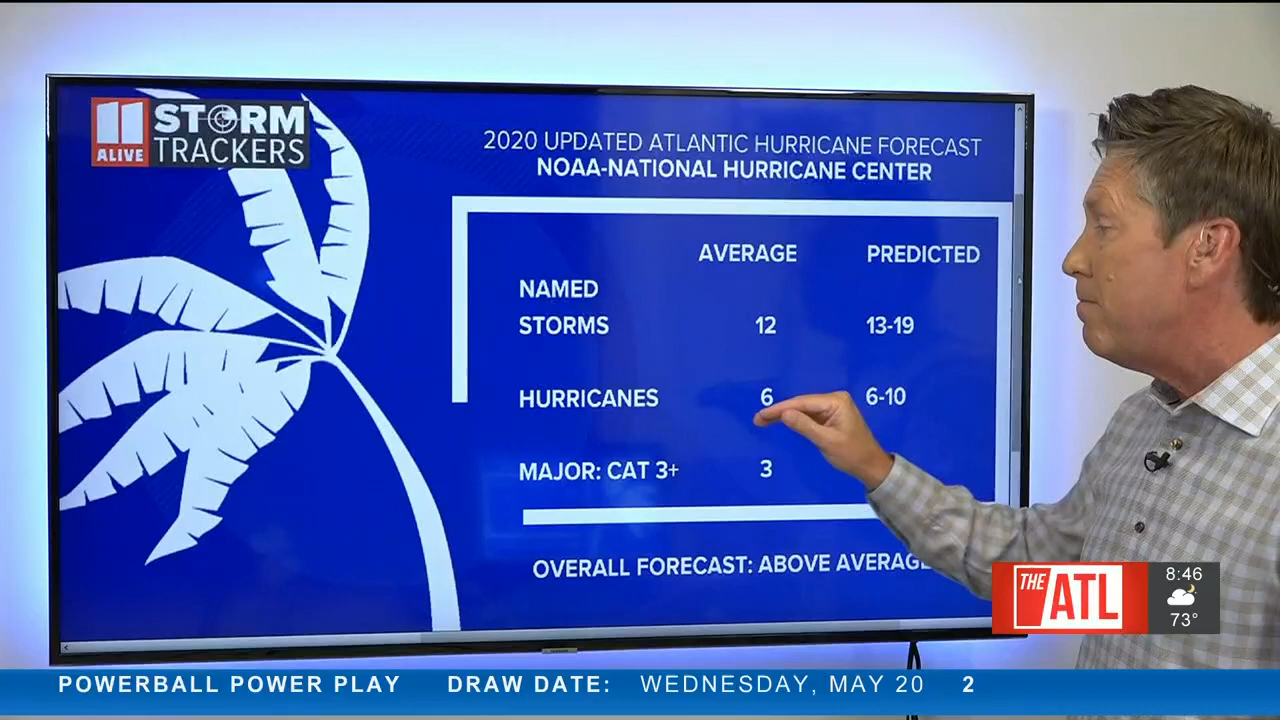 11 ALIVE STORM TRACKERS
2020 UPDATED ATLANTIC HURRICANE FORECAST
NOAA-NATIONAL HURRICANE CENTER
AVERAGE PREDICTED
NAMED
STORMS 12 13-19
HURRICANES 6 6-10
MAJOR: CAT 3+ 3
OVERALL FORECAST: ABOVE AVERAGE
THE ATL
8:46
73°
POWERBALL POWER PLAY DRAW DATE: WEDNESDAY, MAY 20 2